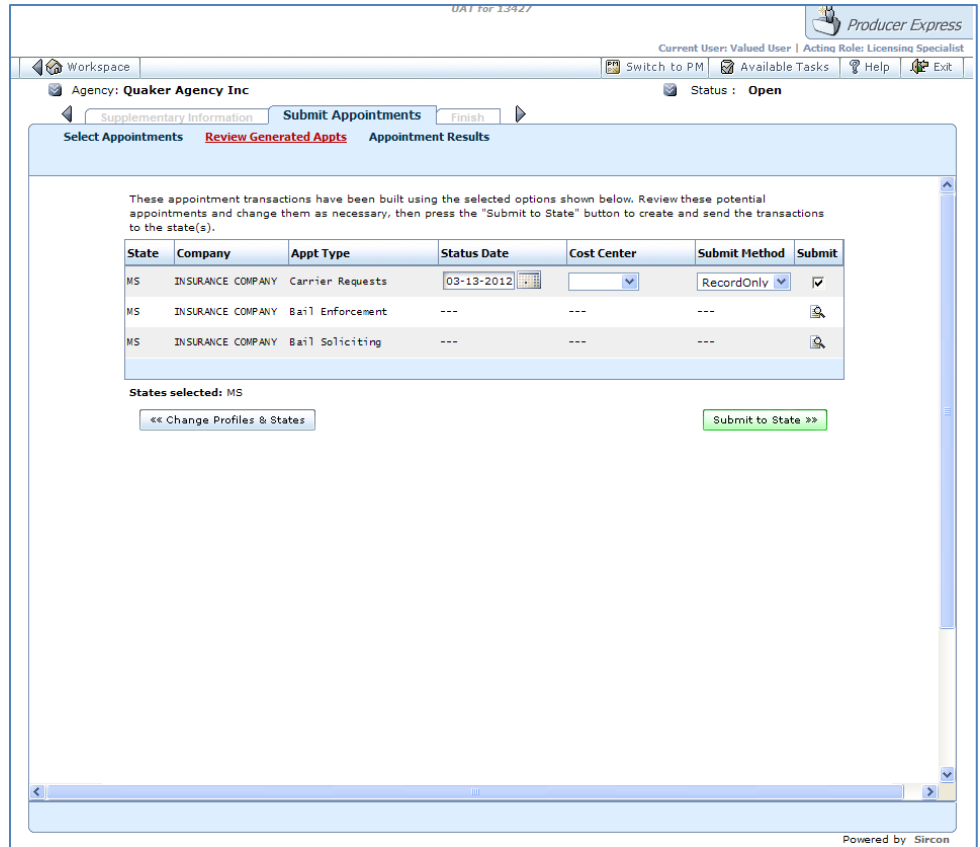 UAT for 13427
Producer Express
Current User: Valued User | Acting Role: Licensing Specialist
Workspace Switch to PM Available Tasks Help Exit
Agency: Quaker Agency Inc Status : Open
Supplementary Information Submit Appointments Finish
Select Appointments Review Generated Appts Appointment Results
These appointment transactions have been built using the selected options shown below. Review these potential
appointments and change them as necessary, then press the "Submit to State" button to create and send the transactions
to the state(s).
State Company Appt Type Status Date Cost Center Submit Method Submit
MS INSURANCE COMPANY Carrier Requests 03-13-2012 RecordOnly
MS INSURANCE COMPANY Bail Enforcement --- --- ---
MS INSURANCE COMPANY Bail Soliciting --- --- ---
States selected: MS
<< Change Profiles & States Submit to State >>
Powered by Sircon